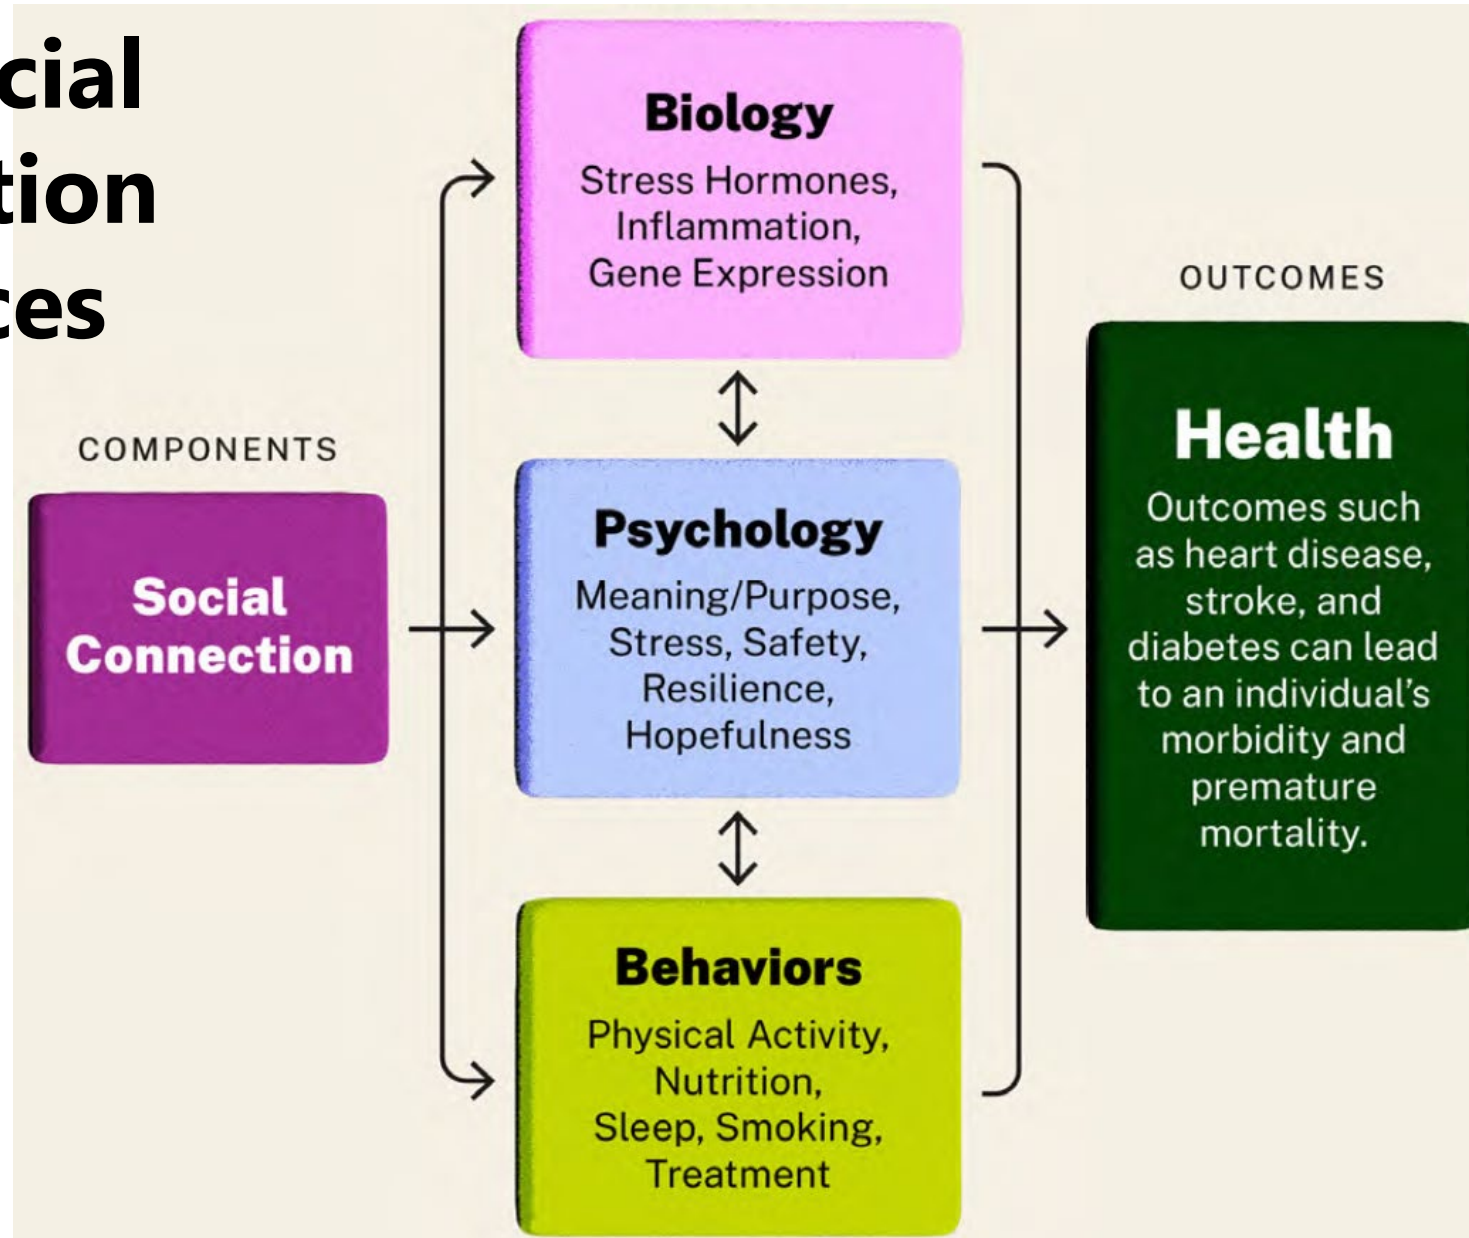 cial
tion
ces
COMPONENTS
Social
Connection
Biology
Stress Hormones,
Inflammation,
Gene Expression
Psychology
Meaning/Purpose,
Stress, Safety,
Resilience,
Hopefulness
Behaviors
Physical Activity,
Nutrition,
Sleep, Smoking,
Treatment
OUTCOMES
Health
Outcomes such
as heart disease,
stroke, and
diabetes can lead
to an individual’s
morbidity and
premature
mortality.